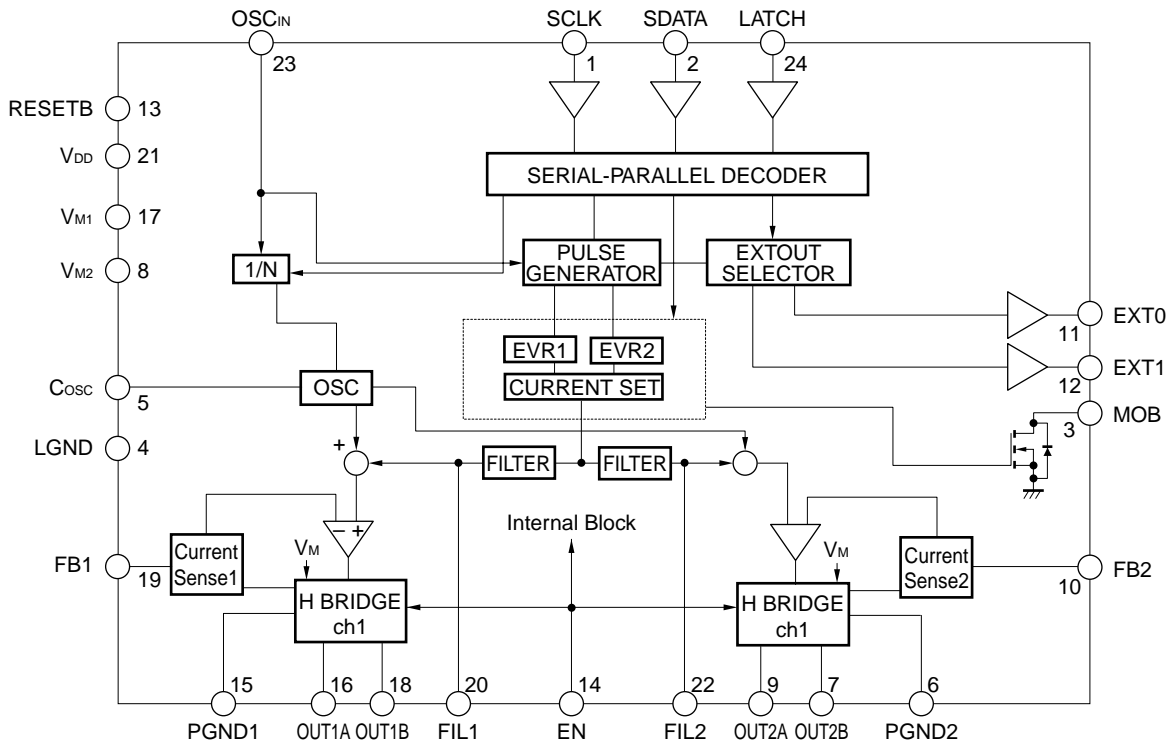 OSCIN
SCLK
SDATA
LATCH
23
1
2
24
RESETB
13
VDD
21
SERIAL-PARALLEL DECODER
VM1
17
PULSE
GENERATOR
EXTOUT
SELECTOR
VM2
8
1/N
EXT0
11
EVR1
EVR2
EXT1
12
COSC
5
OSC
CURRENT SET
MOB
3
LGND
4
+
FILTER
FILTER
Internal Block
− +
VM
VM
FB1
19
Current
Sense1
Current
Sense2
FB2
10
H BRIDGE
ch1
H BRIDGE
ch1
15
16
18
20
14
22
9
7
6
PGND1
OUT1A
OUT1B
FIL1
EN
FIL2
OUT2A
OUT2B
PGND2